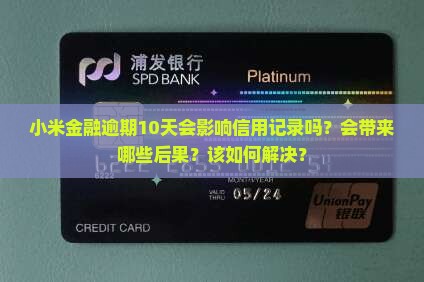 浦发银行
SPD BANK
Platinum
小米金融逾期10天会影响信用记录吗？会带来
哪些后果？该如何解决？
MONTH/YEAR
VALID
THRU
05/24
UnionPay
银联
CREDIT CARD